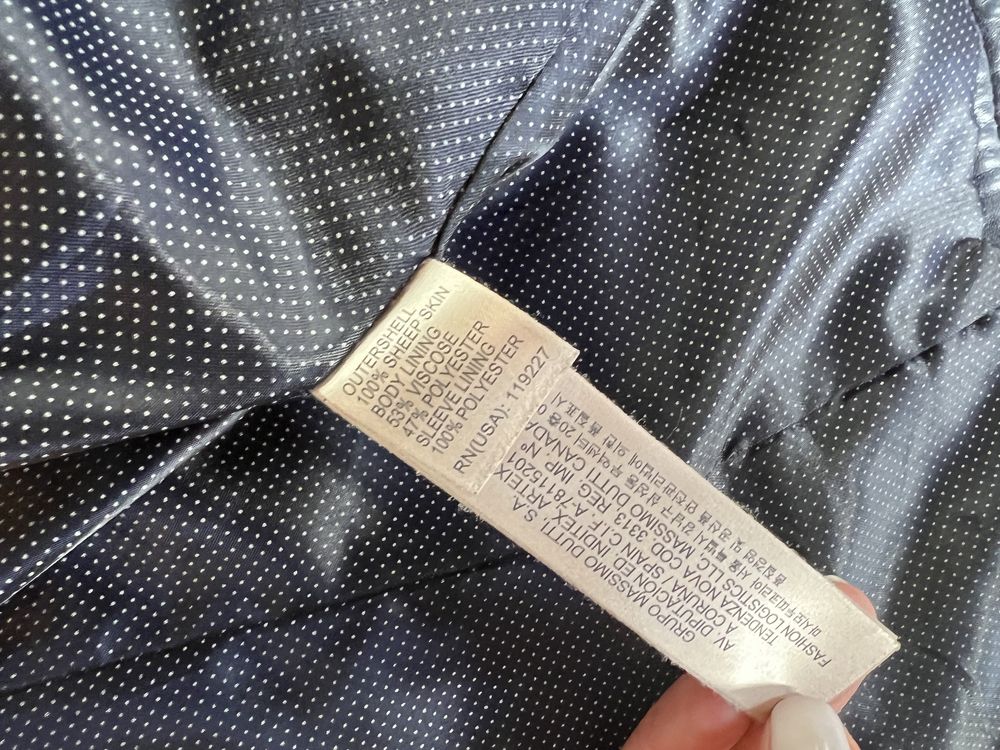 OUTERSHELL
100% SHEEP SKIN
BODY LINING
53% VISCOSE
47% POLYESTER
SLEEVE LINING
100% POLYESTER
RN(USA): 119227
GRUPO MASSIMO DUTTI, S.A.
AV. DIPUTACIÓN ED. INDITEX, ARTEIX
A CORUÑA / SPAIN C.I.F. A 78115201
TENDENZA NOVA COD 3313, REG IMP Nº
FASHION LOGISTICS LLC, MASSIMO DUTTI CANADA